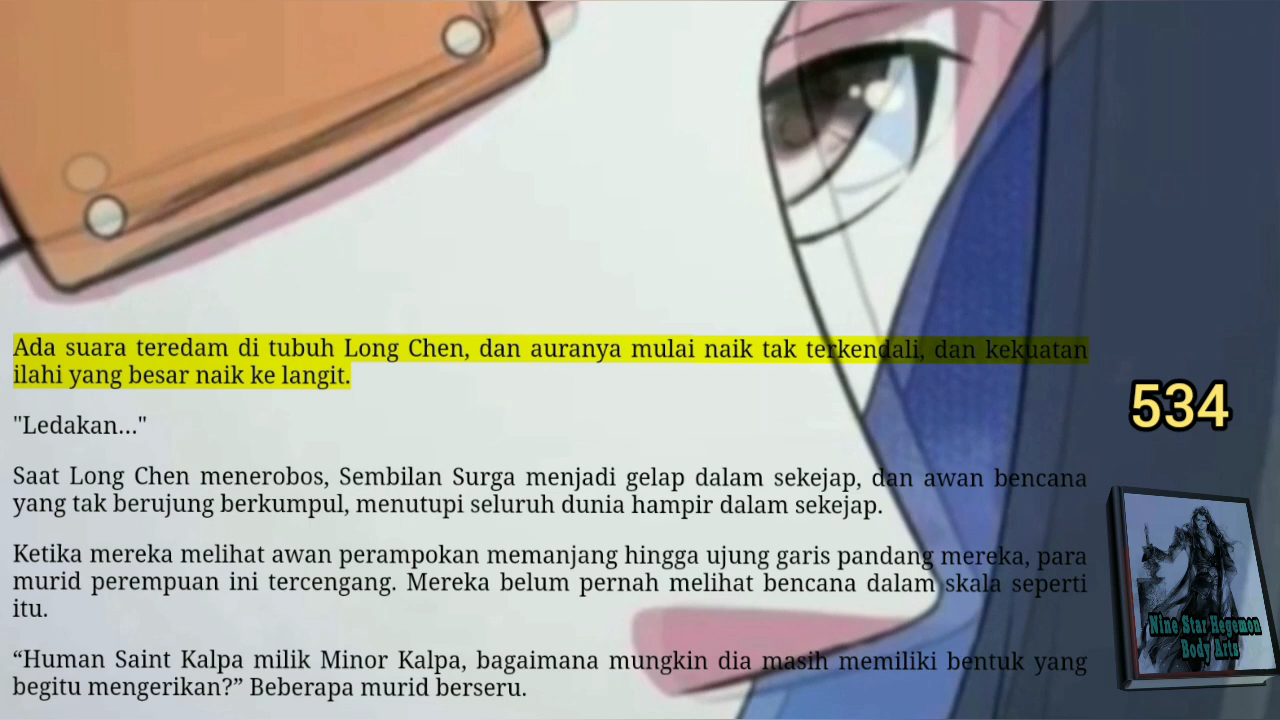 Ada suara teredam di tubuh Long Chen, dan auranya mulai naik tak terkendali, dan kekuatan
ilahi yang besar naik ke langit.
"Ledakan..."
Saat Long Chen menerobos, Sembilan Surga menjadi gelap dalam sekejap, dan awan bencana
yang tak berujung berkumpul, menutupi seluruh dunia hampir dalam sekejap.
Ketika mereka melihat awan perampokan memanjang hingga ujung garis pandang mereka, para
murid perempuan ini tercengang. Mereka belum pernah melihat bencana dalam skala seperti
itu.
“Human Saint Kalpa milik Minor Kalpa, bagaimana mungkin dia masih memiliki bentuk yang
begitu mengerikan?” Beberapa murid berseru.
534
Nine Star Hegemon
Body Arts